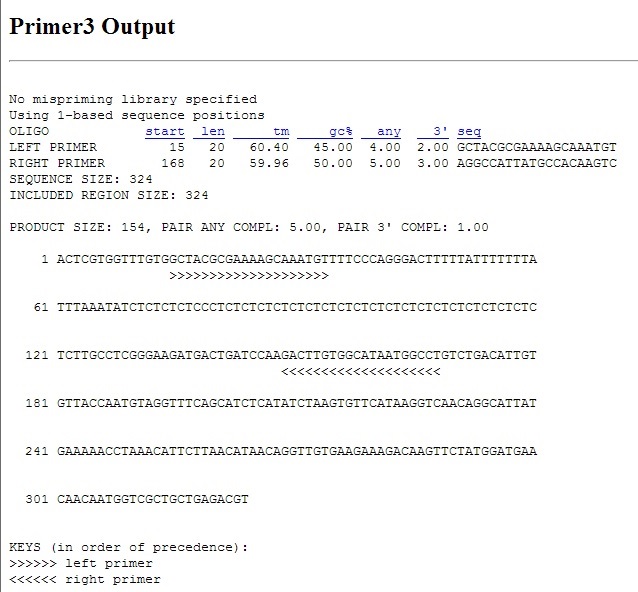 Primer3 Output
No mispriming library specified
Using 1-based sequence positions
OLIGO start len tm gc% any 3' seq
LEFT PRIMER 15 20 60.40 45.00 4.00 2.00 GCTACGCGAAAAGCAAATGT
RIGHT PRIMER 168 20 59.96 50.00 5.00 3.00 AGGCCATTATGCCACAAGTC
SEQUENCE SIZE: 324
INCLUDED REGION SIZE: 324
PRODUCT SIZE: 154, PAIR ANY COMPL: 5.00, PAIR 3' COMPL: 1.00
1 ACTCGTGGTTTGTGGCTACGCGAAAAGCAAATGTTTTCCCAGGGACTTTTTATTTTTTTA
>>>>>>>>>>>>>>>>>>>>
61 TTTAAATATCTCTCTCTCCCTCTCTCTCTCTCTCTCTCTCTCTCTCTCTCTCTCTCTCTC
121 TCTTGCCTCGGGAAGATGACTGATCCAAGACTTGTGGCATAATGGCCTGTCTGACATTGT
<<<<<<<<<<<<<<<<<<<<
181 GTTACCAATGTAGGTTTCAGCATCTCATATCTAAGTGTTCATAAGGTCAACAGGCATTAT
241 GAAAAACCTAAACATTCTTAACATAACAGGTTGTGAAGAAAGACAAGTTCTATGGATGAA
301 CAACAATGGTCGCTGCTGAGACGT
KEYS (in order of precedence):
>>>>>> left primer
<<<<<< right primer